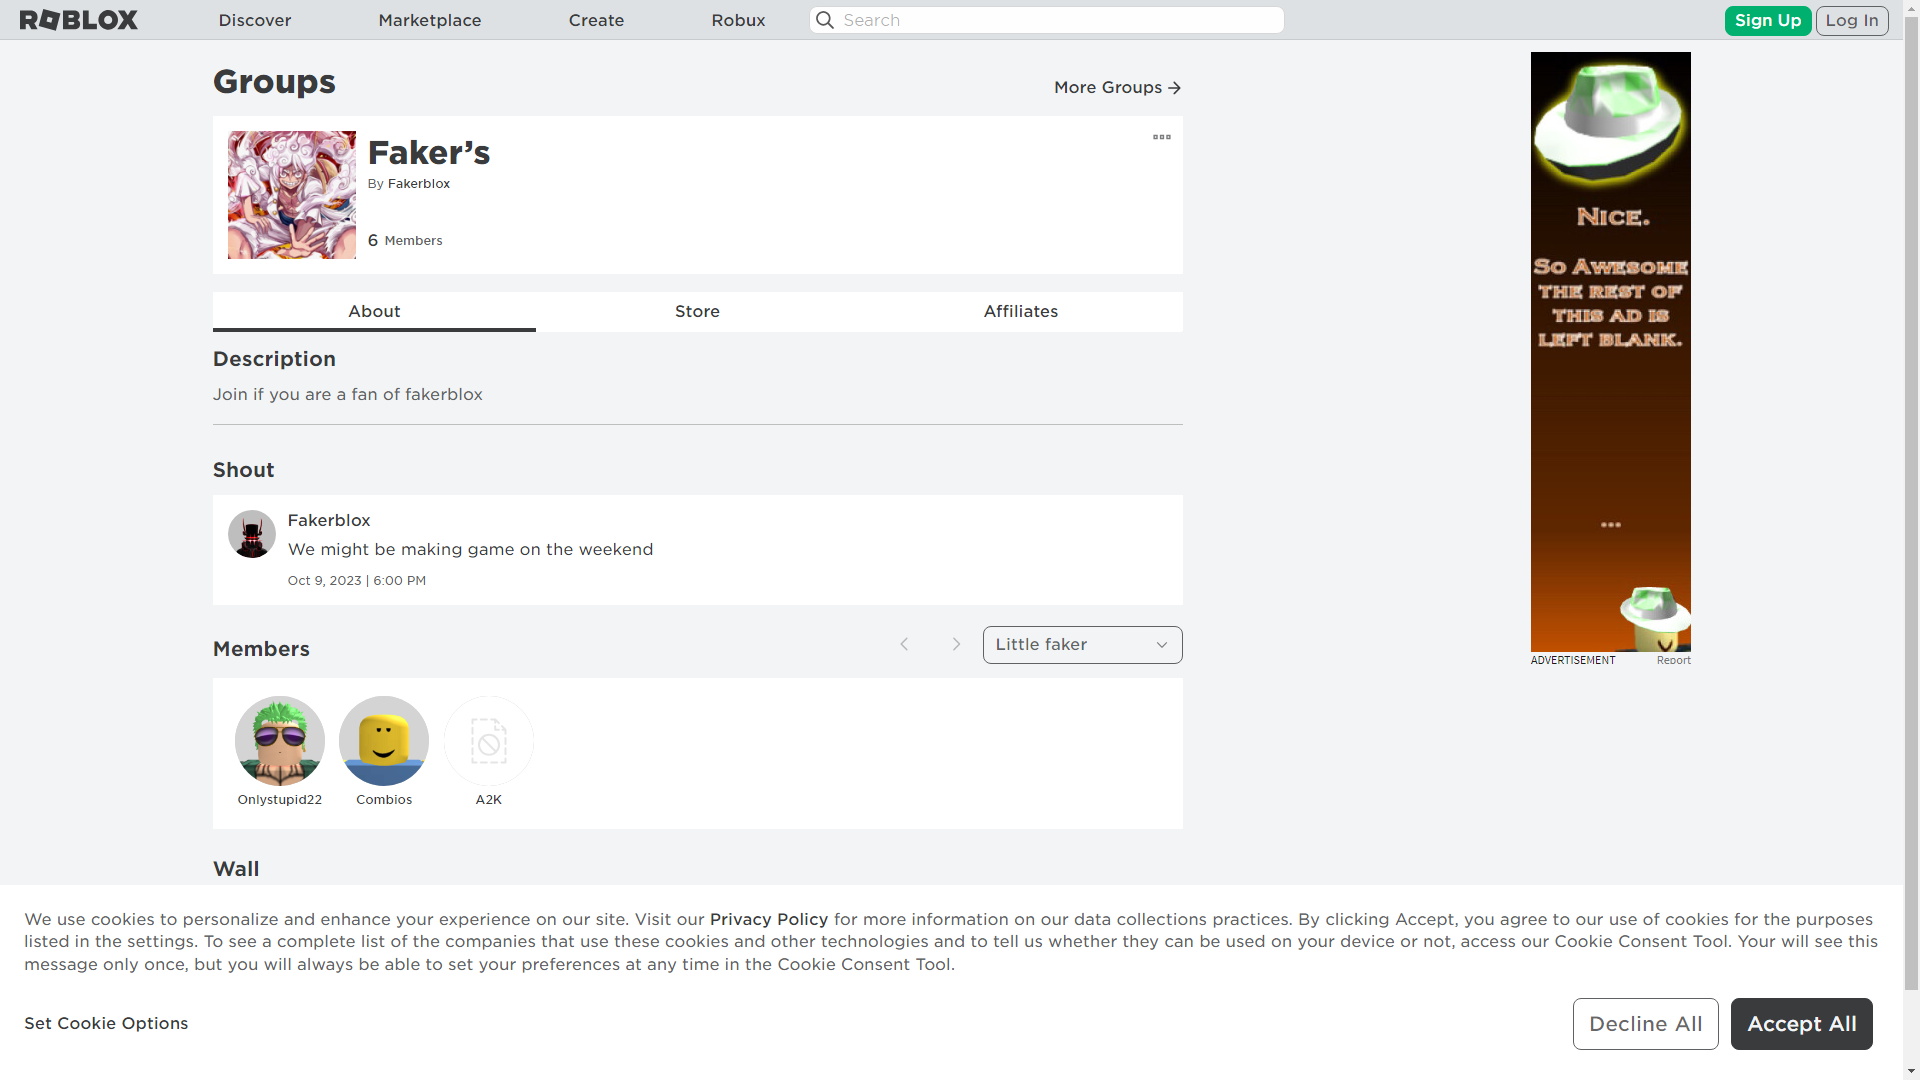 ROBLOX
Discover
Marketplace
Create
Robux
Search
Sign Up
Log In
Groups
More Groups
Faker’s
By Fakerblox
6 Members
About
Store
Affiliates
Description
Join if you are a fan of fakerblox
Shout
Fakerblox
We might be making game on the weekend
Oct 9, 2023 | 6:00 PM
Members
Little faker
Onlystupid22
Combios
A2K
Wall
NICE.
SO AWESOME
THE REST OF
THIS AD IS
LEFT BLANK.
...
ADVERTISEMENT
Report
We use cookies to personalize and enhance your experience on our site. Visit our Privacy Policy for more information on our data collections practices. By clicking Accept, you agree to our use of cookies for the purposes
listed in the settings. To see a complete list of the companies that use these cookies and other technologies and to tell us whether they can be used on your device or not, access our Cookie Consent Tool. Your will see this
message only once, but you will always be able to set your preferences at any time in the Cookie Consent Tool.
Set Cookie Options
Decline All
Accept All